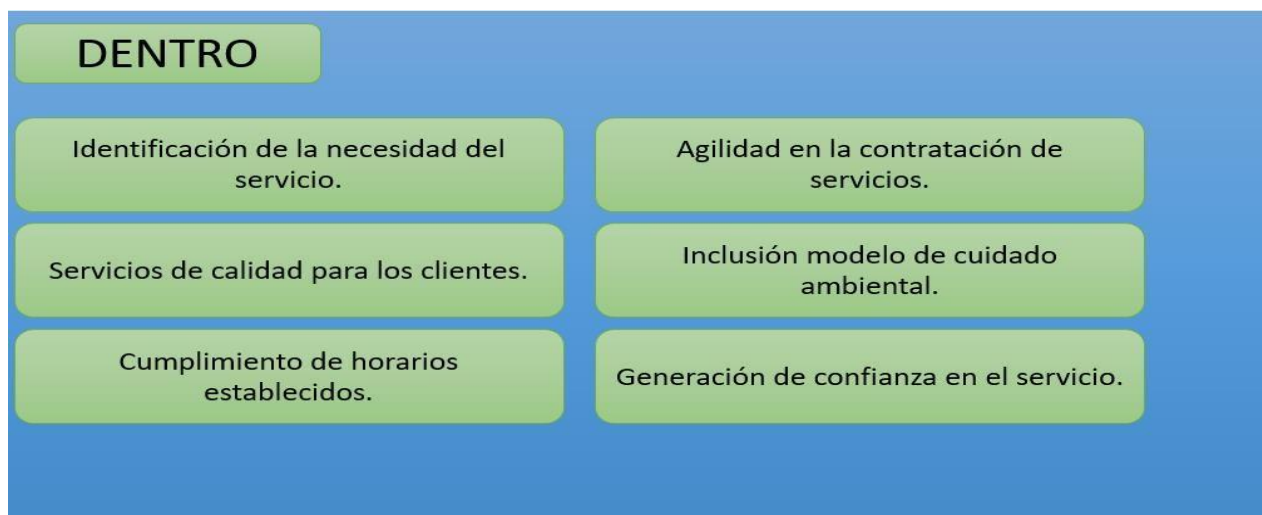 DENTRO
Identificación de la necesidad del
servicio.
Agilidad en la contratación de
servicios.
Servicios de calidad para los clientes.
Inclusión modelo de cuidado
ambiental.
Cumplimiento de horarios
establecidos.
Generación de confianza en el servicio.